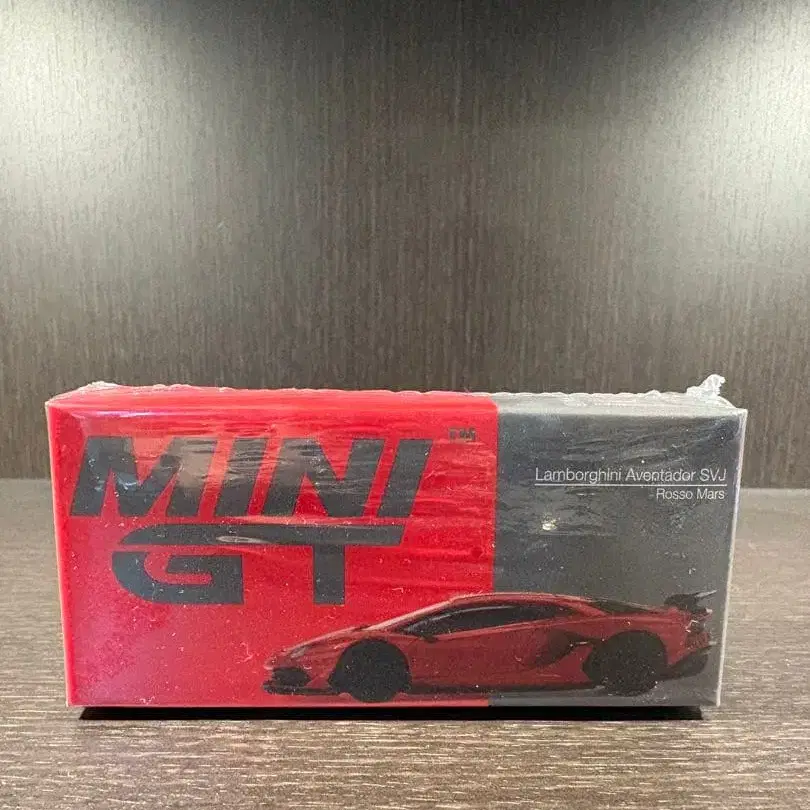 MINI
GT
Lamborghini Aventador SVJ
Rosso Mars